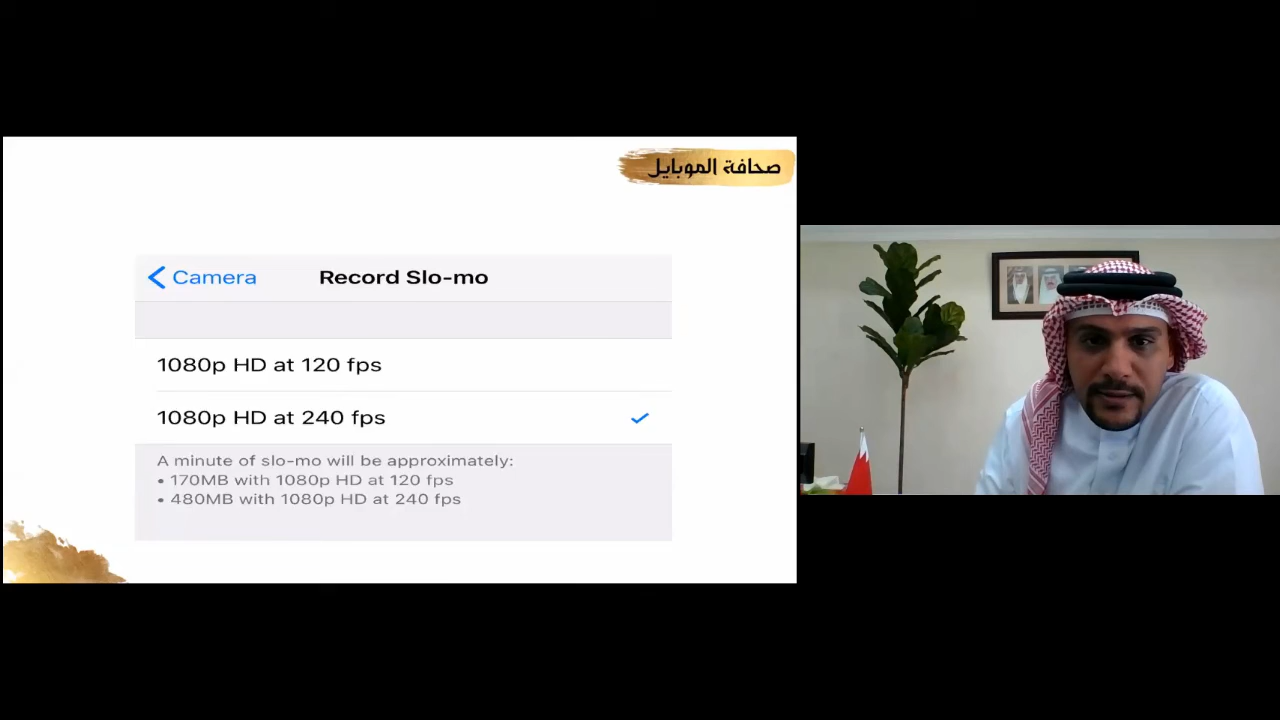 صحافة الموبايل
Camera
Record Slo-mo
1080p HD at 120 fps
1080p HD at 240 fps
A minute of slo-mo will be approximately:
• 170MB with 1080p HD at 120 fps
• 480MB with 1080p HD at 240 fps